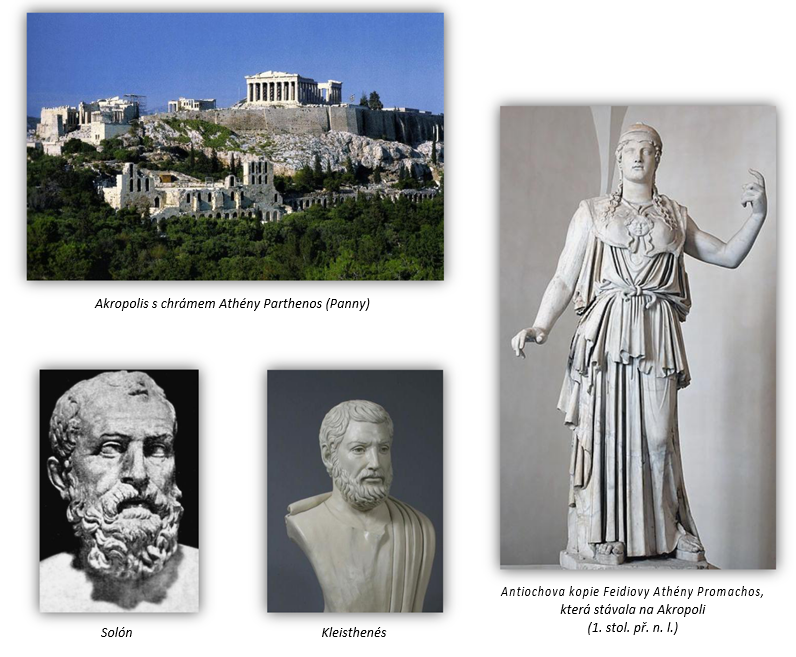 Akropolis s chrámem Athény Parthenos (Panny)
Solón
Kleisthenés
Antiochova kopie Feidiovy Athény Promachos,
která stávala na Akropoli
(1. stol. př. n. l.)